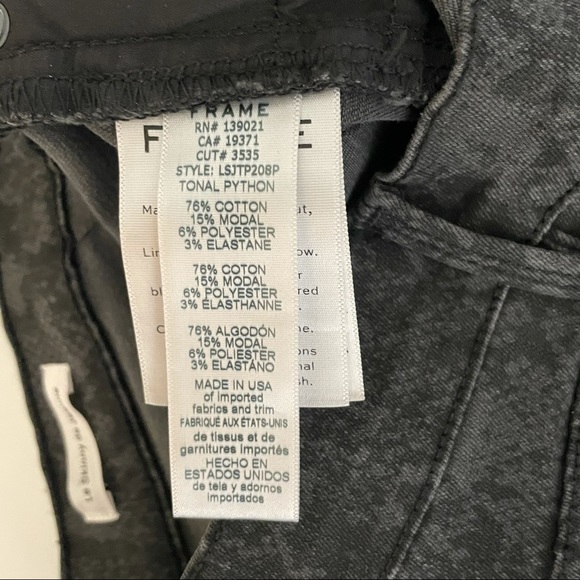 FRAME
RN# 139021
CA# 19371
CUT# 3535
STYLE: LSJTP208P
TONAL PYTHON
76% COTTON
15% MODAL
6% POLYESTER
3% ELASTANE
76% COTON
15% MODAL
6% POLYESTER
3% ELASTHANNE
76% ALGODÓN
15% MODAL
6% POLIESTER
3% ELASTANO
MADE IN USA
of imported
fabrics and trim
FABRIQUÉ AUX ÉTATS-UNIS
de tissus et de
garnitures importés
HECHO EN
ESTADOS UNIDOS
de tela y adornos
importados
Le Skinny de